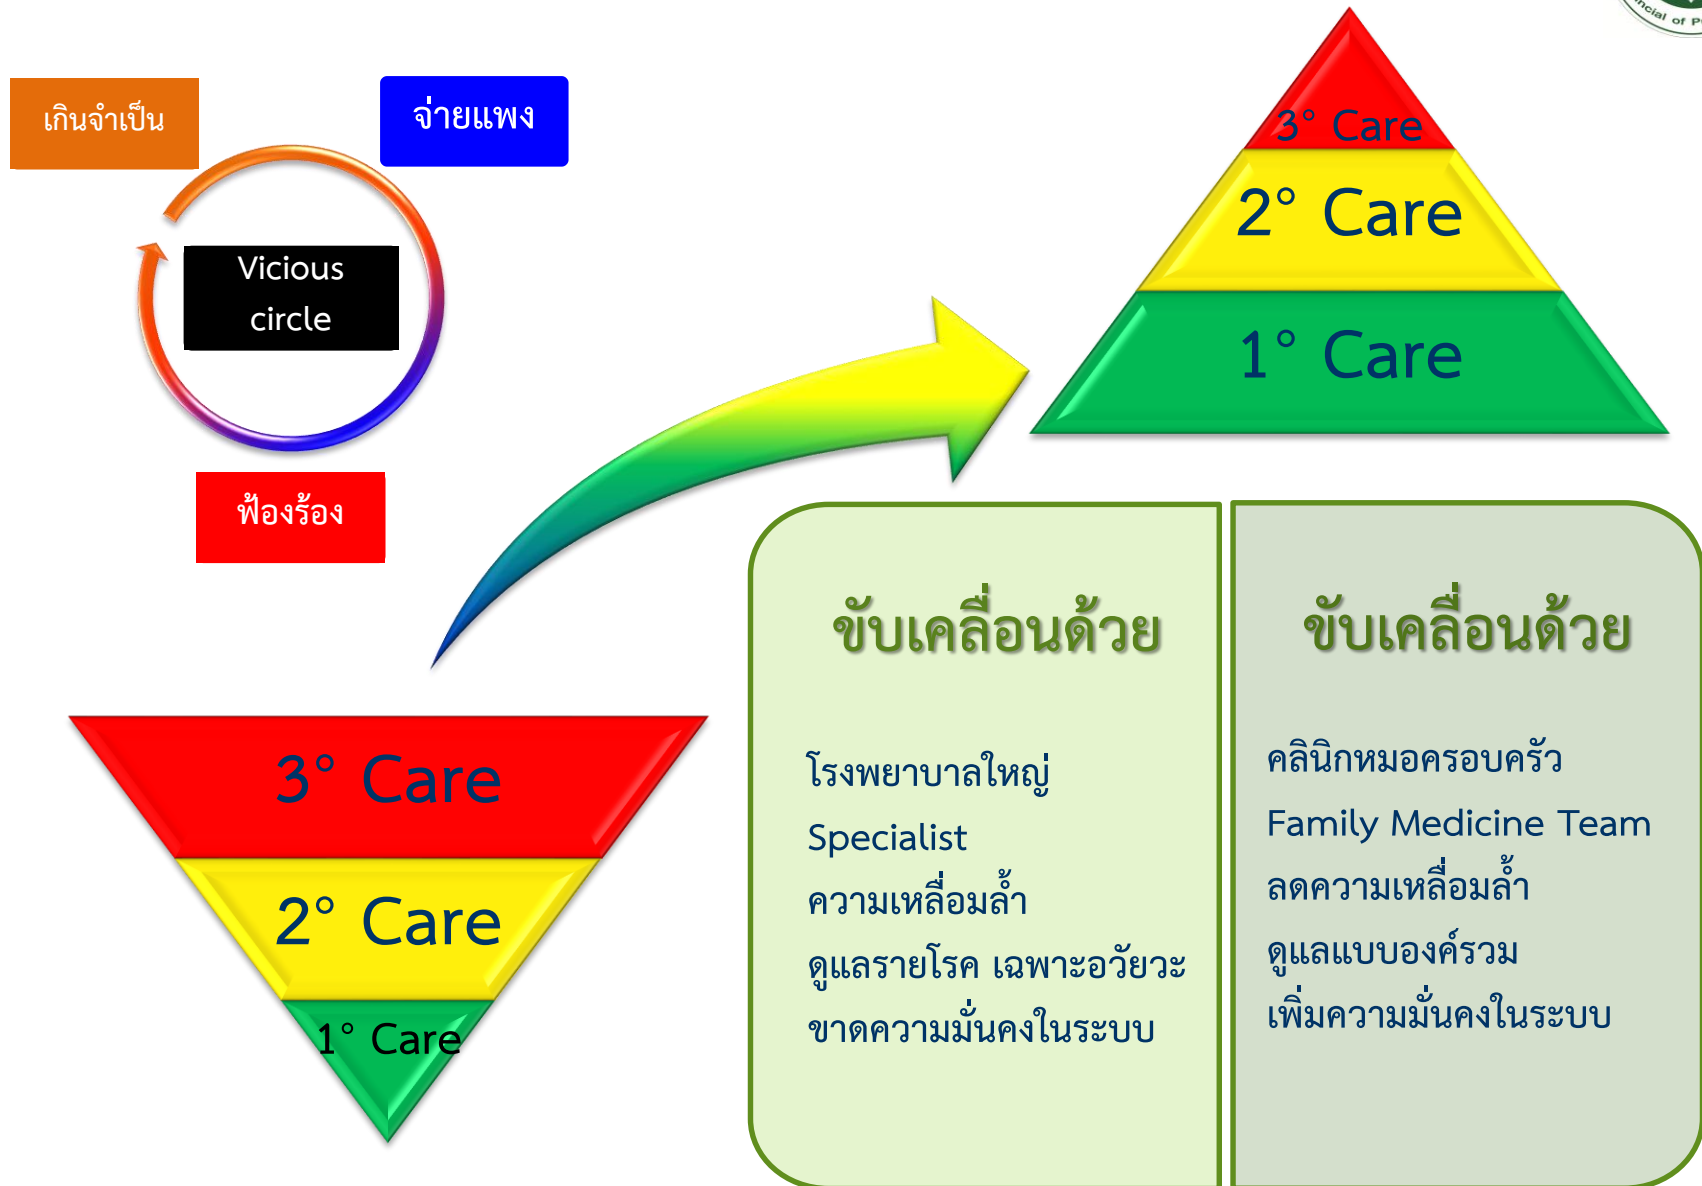 เกินจำเป็น
จ่ายแพง
Vicious
circle
ฟ้องร้อง
3° Care
2° Care
1° Care
3° Care
2° Care
1° Care
ขับเคลื่อนด้วย
โรงพยาบาลใหญ่
Specialist
ความเหลื่อมล้ำ
ดูแลรายโรค เฉพาะอวัยวะ
ขาดความมั่นคงในระบบ
ขับเคลื่อนด้วย
คลินิกหมอครอบครัว
Family Medicine Team
ลดความเหลื่อมล้ำ
ดูแลแบบองค์รวม
เพิ่มความมั่นคงในระบบ